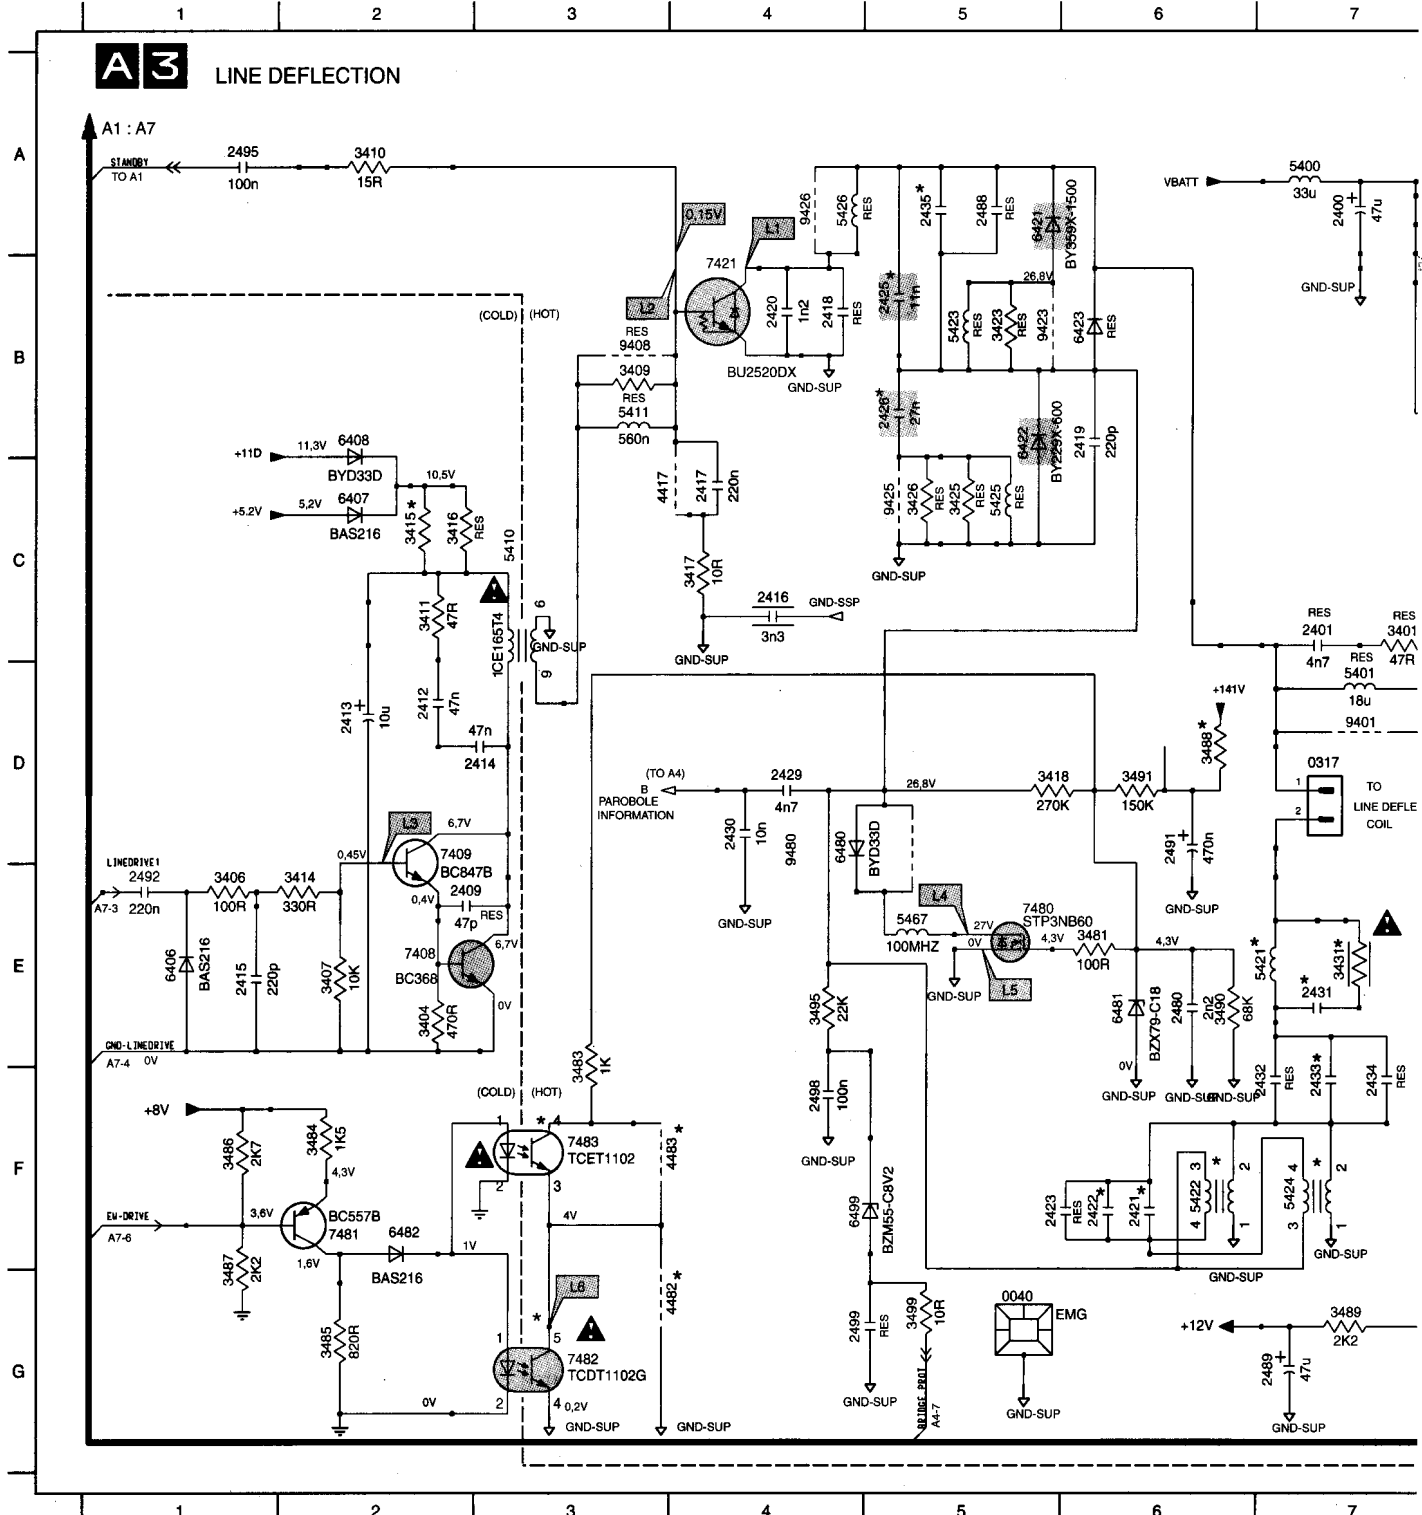 1 2 3 4 5 6 7
A 3 LINE DEFLECTION
A1 : A7
A
STANDBY
TO A1
2495
100n
3410
15R
0,15V
L1
L2
7421
BU2520DX
2420
1n2
2418
RES
GND-SUP
9426
5426
RES
2435*
2488
RES
6421
BY359X-1500
VBATT
5400
33u
2400
+
47u
GND-SUP
B
(COLD)
(HOT)
RES
9408
3409
RES
5411
560n
2425*
11n
26,8V
5423
RES
3423
RES
9423
6423
RES
2426*
27n
6422
BY229X-600
2419
220p
+11D
11,3V
6408
BYD33D
+5.2V
5,2V
6407
BAS216
10,5V
3415*
3416
RES
5410
4417
2417
220n
9425
3426
RES
3425
RES
5425
RES
GND-SUP
C
3417
10R
2416
3n3
GND-SSP
GND-SUP
3411
47R
1CE165T4
6
GND-SUP
9
RES
2401
4n7
RES
3401
47R
RES
5401
18u
9401
2413
+
10u
2412
47n
47n
2414
+141V
3488*
D
(TO A4)
B
PAROBOLE
INFORMATION
2429
4n7
26,8V
3418
270K
3491
150K
0317
1
2
TO
LINE DEFLE
COIL
2430
10n
9480
6480
BYD33D
2491
+
470n
GND-SUP
GND-SUP
L3
6,7V
0,45V
7409
BC847B
0,4V
2409
47p
RES
LINEDRIVE1
2492
220n
A7-3
3406
100R
3414
330R
E
6406
BAS216
2415
220p
3407
10K
7408
BC368
6,7V
0V
3404
470R
GND-LINEDRIVE
A7-4
0V
L4
5467
100MHZ
27V
0V
7480
STP3NB60
4,3V
3481
100R
4,3V
GND-SUP
L5
3495
22K
6481
BZX79-C18
0V
2480
2n2
3490
68K
GND-SUP
5421*
3431*
*
2431
2432
RES
2433*
2434
RES
3483
1K
2498
100n
GND-SUP
(COLD)
(HOT)
+8V
3486
2K7
3484
1K5
4,3V
F
1
2
*
4
3
7483
TCET1102
4483*
EW-DRIVE
A7-6
3,6V
BC557B
7481
1,6V
6482
BAS216
1V
4V
3487
2K2
6499
BZM55-C8V2
2423
RES
2422*
2421*
3
4
5422
*
2
1
4
3
5424
*
2
1
GND-SUP
GND-SUP
G
3485
820R
0V
L6
*
1
2
5
4
0,2V
7482
TCDT1102G
4482*
GND-SUP
GND-SUP
2499
RES
GND-SUP
3499
10R
BRIDGE PROT
A4-7
0040
EMG
GND-SUP
+12V
3489
2K2
2489
+
47u
GND-SUP
1 2 3 4 5 6 7